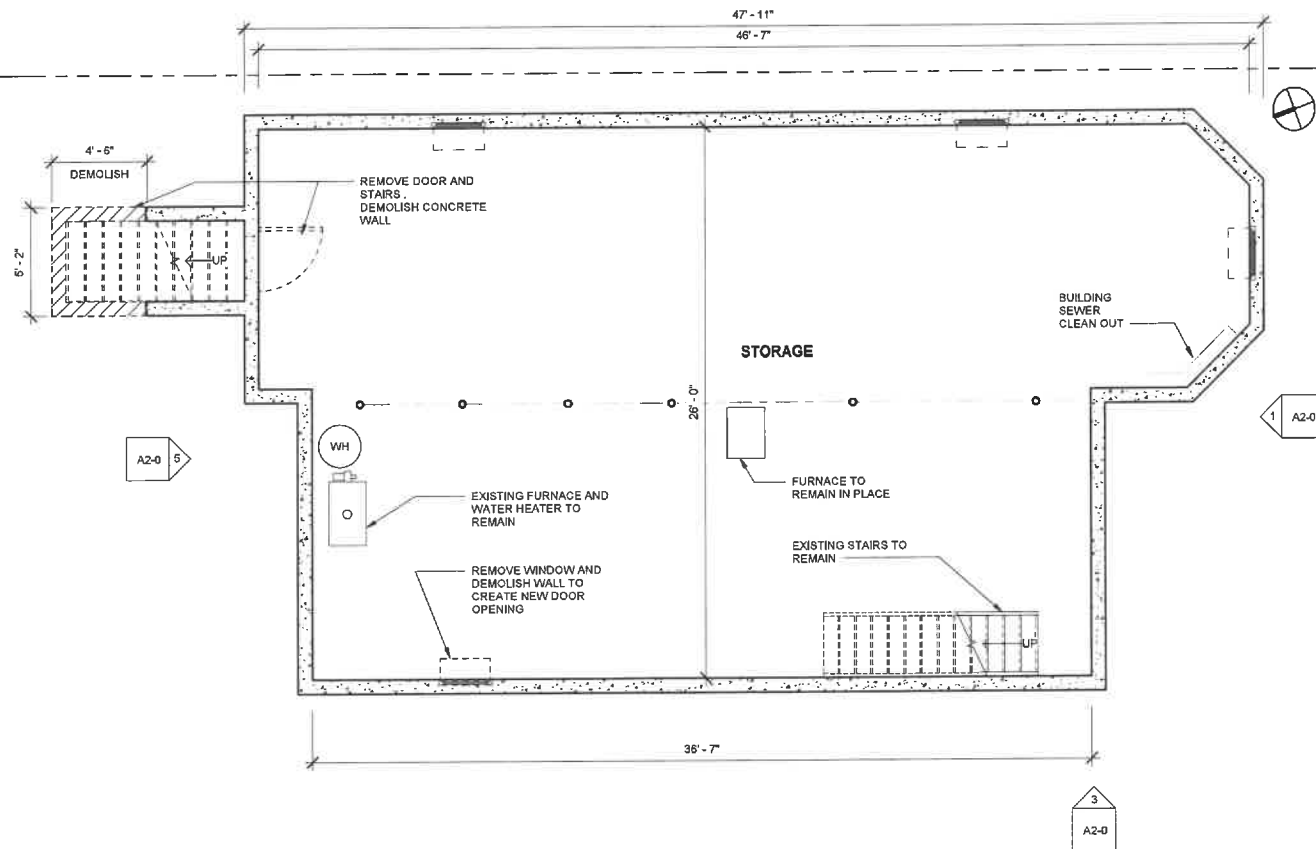 47' - 11"
46' - 7"
4' - 6"
DEMOLISH
REMOVE DOOR AND
STAIRS .
DEMOLISH CONCRETE
WALL
UP
5' - 2"
BUILDING
SEWER
CLEAN OUT
STORAGE
26' - 0"
1 A2-0
WH
A2-0 5
FURNACE TO
REMAIN IN PLACE
EXISTING FURNACE AND
WATER HEATER TO
REMAIN
EXISTING STAIRS TO
REMAIN
REMOVE WINDOW AND
DEMOLISH WALL TO
CREATE NEW DOOR
OPENING
UP
36' - 7"
3
A2-0